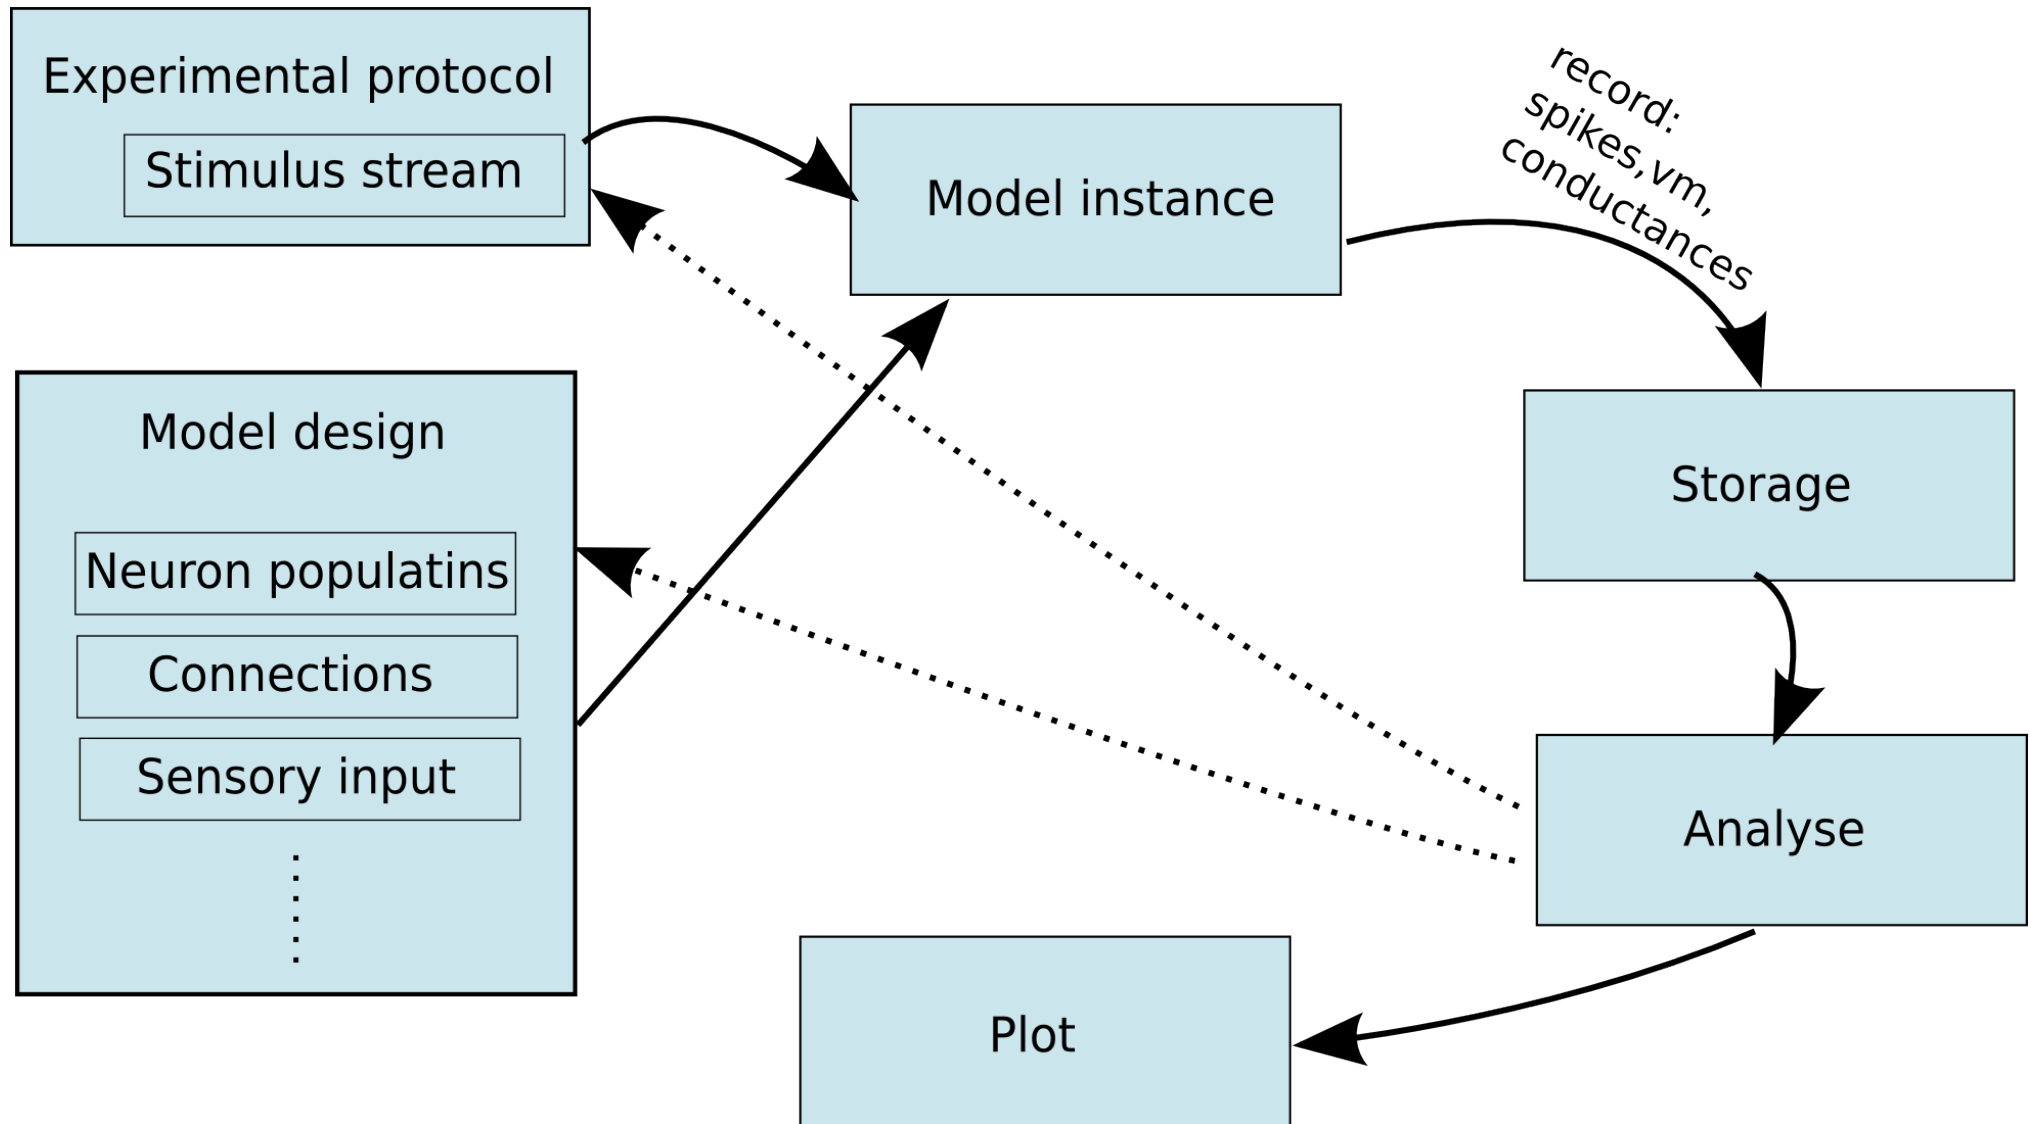 Experimental protocol
Stimulus stream
Model instance
record:
spikes,vm,
conductances
Model design
Neuron populatins
Connections
Sensory input
Storage
Analyse
Plot